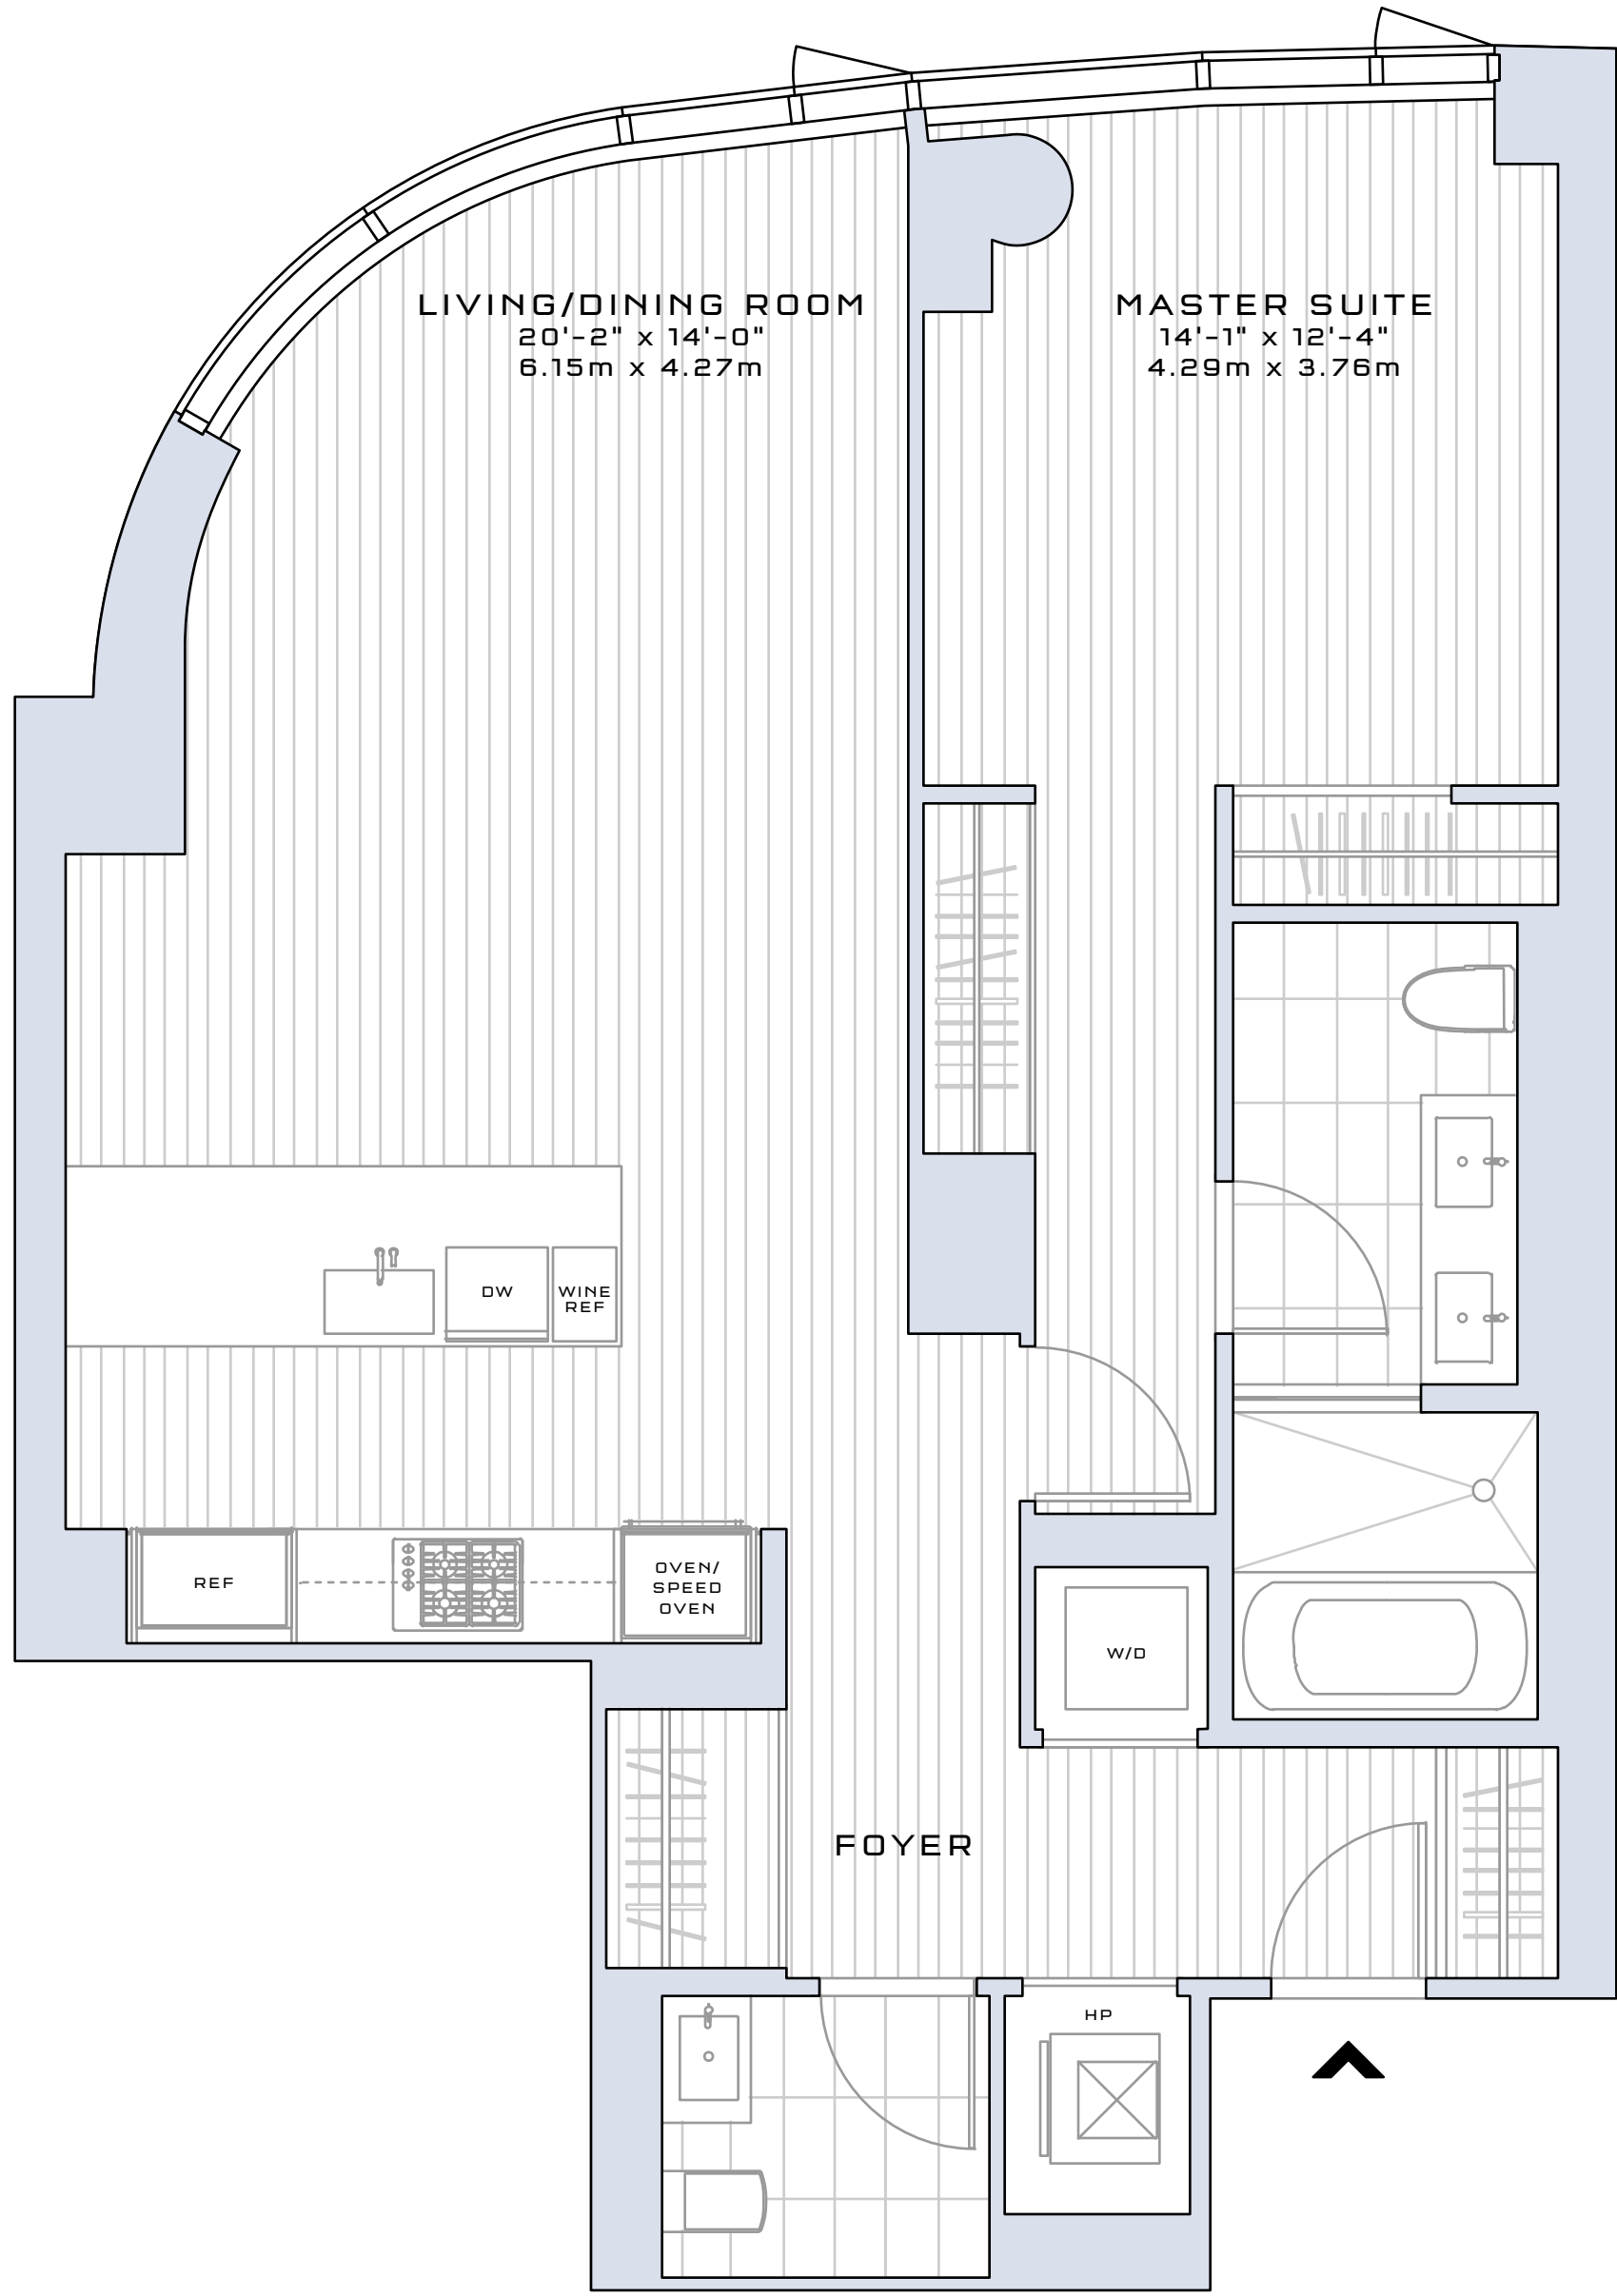 LIVING/DINING ROOM
20'-2" x 14'-0"
6.15m x 4.27m
MASTER SUITE
14'-1" x 12'-4"
4.29m x 3.76m
DW
WINE
REF
REF
OVEN/
SPEED
OVEN
W/D
FOYER
HP